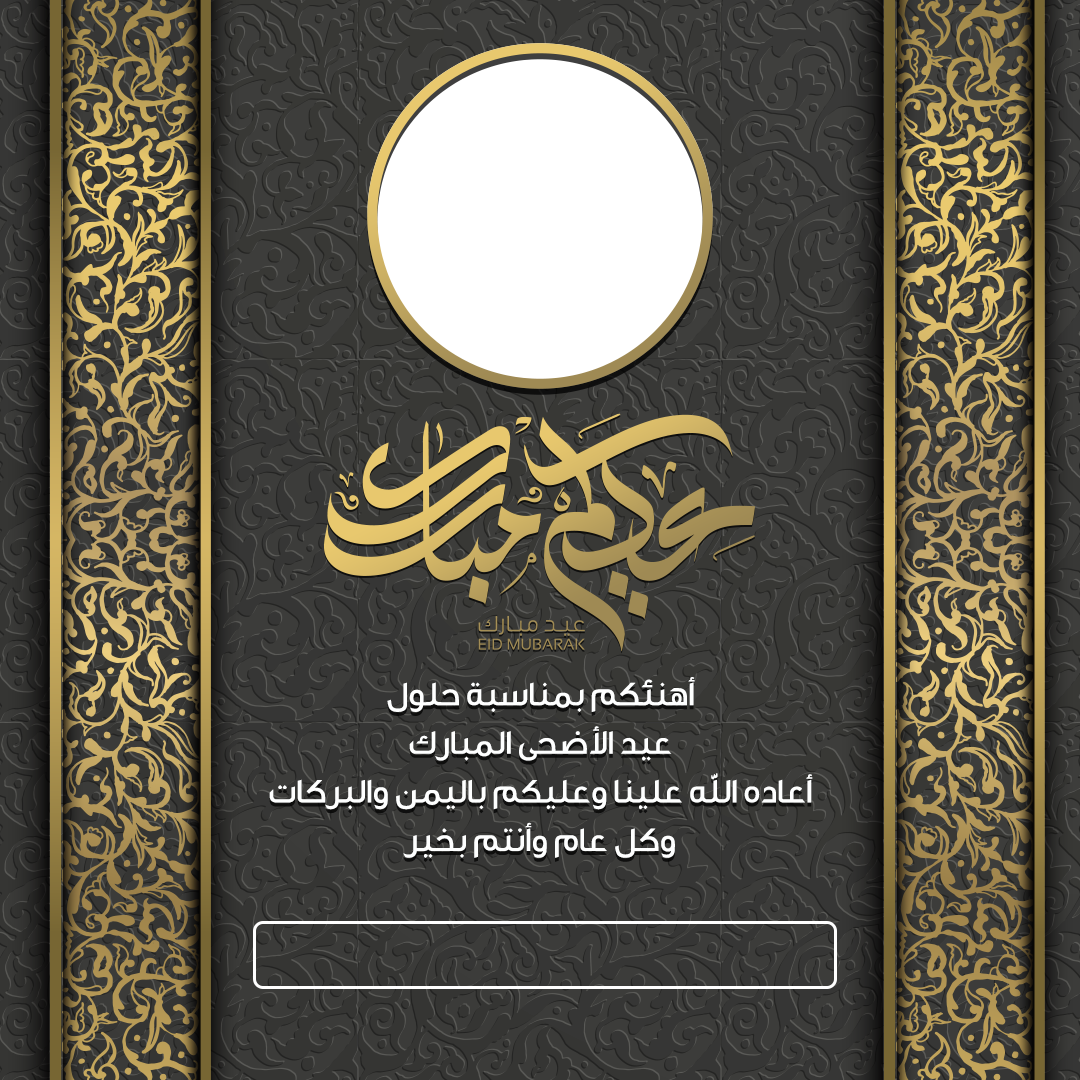 عيدكم مبارك
عيد مبارك
EID MUBARAK
أهنئكم بمناسبة حلول
عيد الأضحى المبارك
أعاده الله علينا وعليكم باليمن والبركات
وكل عام وأنتم بخير